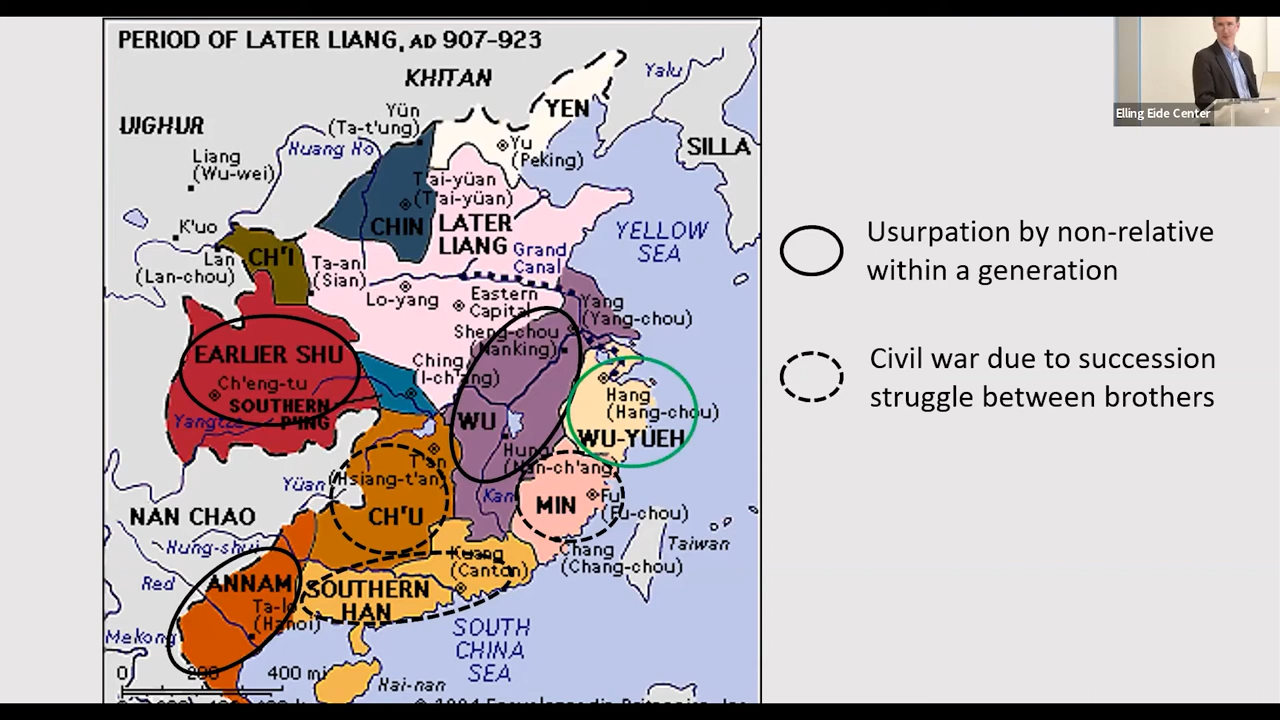 PERIOD OF LATER LIANG, AD 907-923
KHITAN
Yalu
YEN
Yün
(Ta-t'ung)
UIGHUR
Huang Ho
Yu
(Peking)
SILLA
Liang
(Wu-wei)
T'ai-yüan
(T'ai-yüan)
K'uo
CHIN
LATER
LIANG
YELLOW
SEA
Lan
(Lan-chou)
CH'I
Ta-an
(Sian)
Grand
Canal
Lo-yang
Eastern
Capital
Yang
(Yang-chou)
Sheng-chou
(Nanking)
EARLIER SHU
Ch'eng-tu
Ching
(I-ch'ang)
SOUTHERN
P'ING
Yangtze
Hang
(Hang-chou)
WU
WU-YÜEH
Hung
(Nan-ch'ang)
T'an
(Hsiang-t'an)
Yüan
Kan
MIN
Fu
(Fu-chou)
NAN CHAO
CH'U
Hung-shui
Kuang
(Canton)
Chang
(Chang-chou)
Taiwan
Red
ANNAM
SOUTHERN
HAN
Ta-lo
(Hanoi)
Mekong
SOUTH
CHINA
SEA
0 200 400 mi
Hai-nan
Elling Eide Center
Usurpation by non-relative
within a generation
Civil war due to succession
struggle between brothers